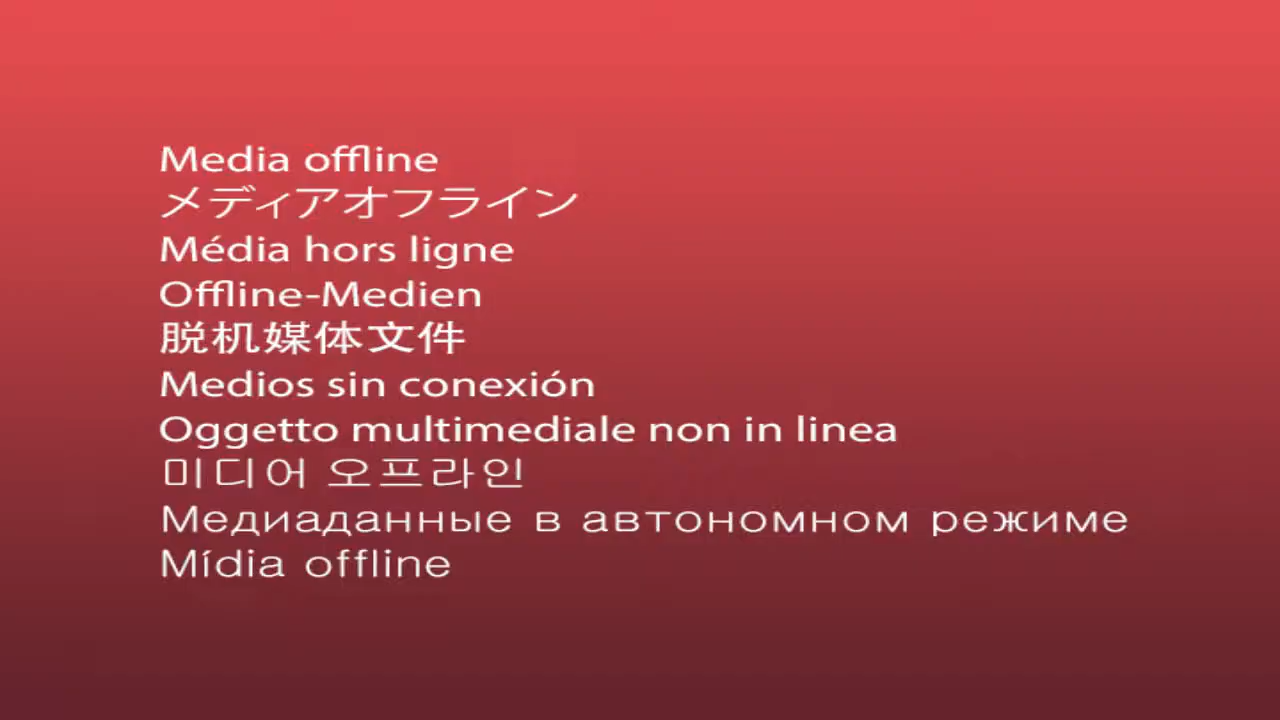 Media offline
メディアオフライン
Média hors ligne
Offline-Medien
脱机媒体文件
Medios sin conexión
Oggetto multimediale non in linea
미디어 오프라인
Медиаданные в автономном режиме
Mídia offline